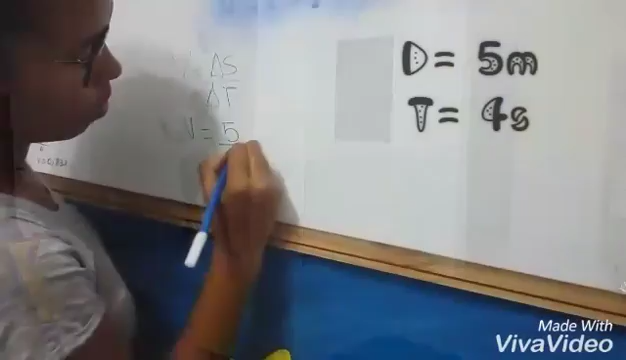 ΔS
ΔT
V = 5
D = 5m
T = 4s
Made With
VivaVideo